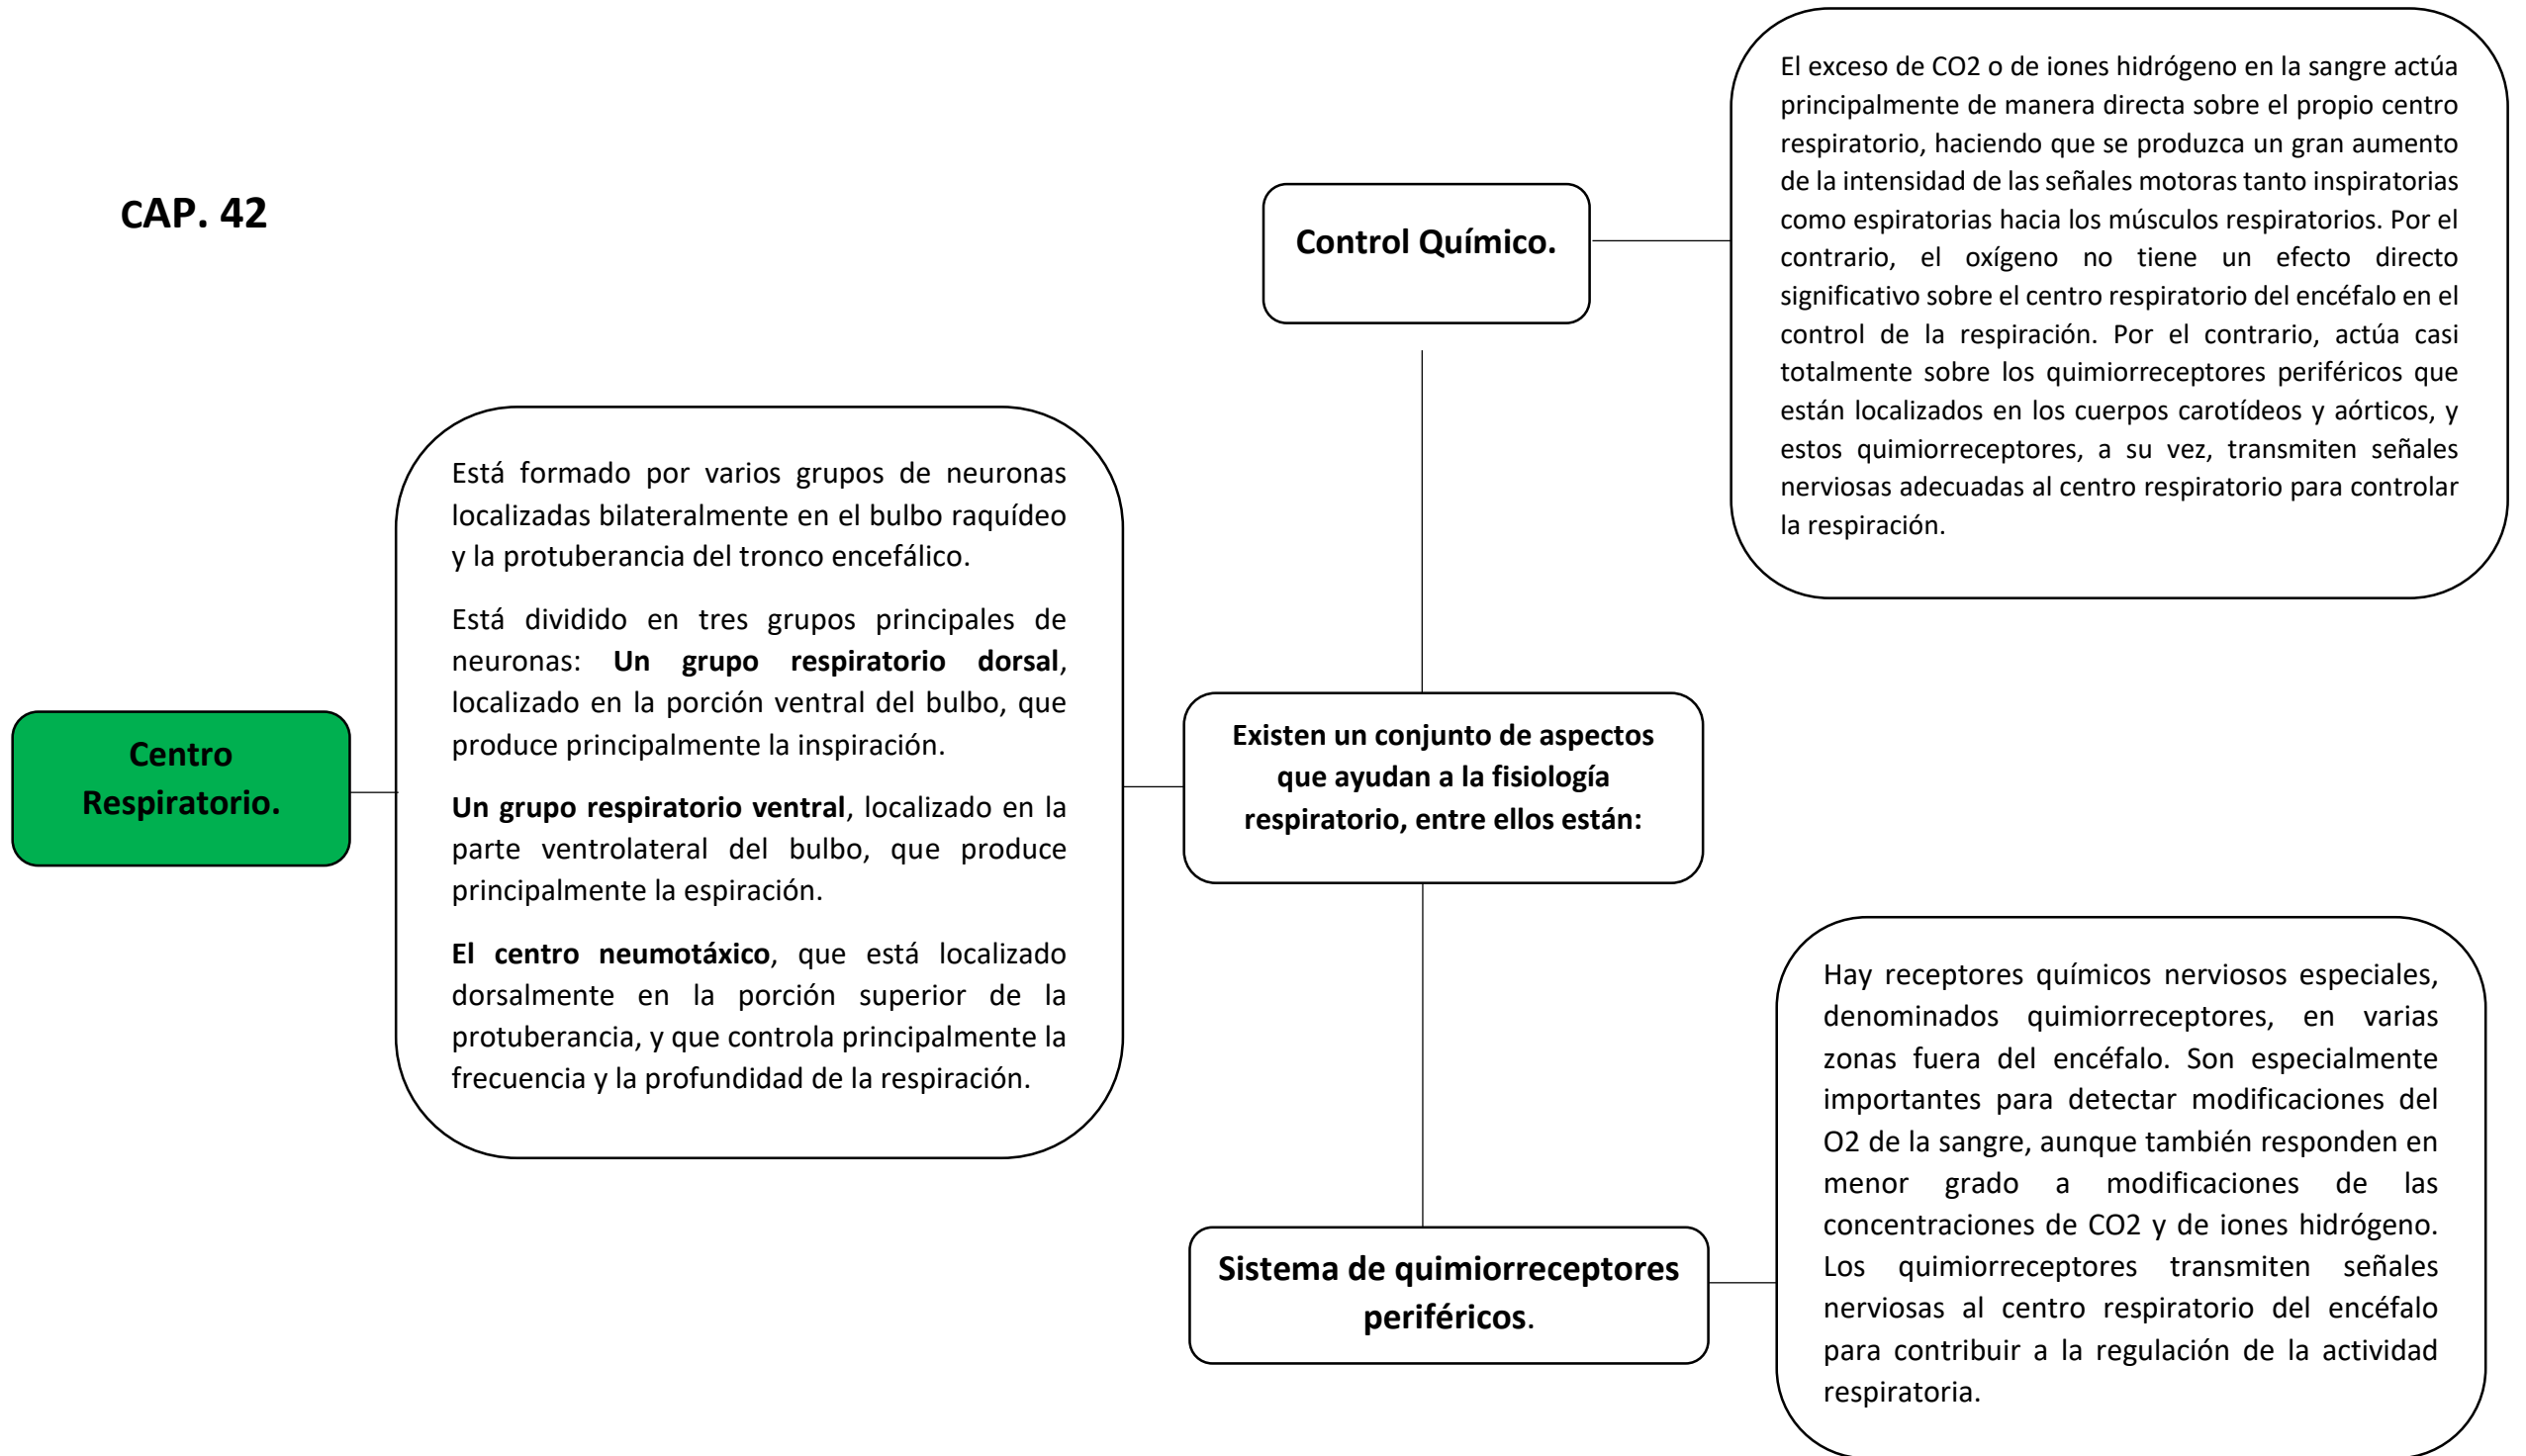 CAP. 42
Centro
Respiratorio.
Está formado por varios grupos de neuronas
localizadas bilateralmente en el bulbo raquídeo
y la protuberancia del tronco encefálico.
Está dividido en tres grupos principales de
neuronas: Un grupo respiratorio dorsal,
localizado en la porción ventral del bulbo, que
produce principalmente la inspiración.
Un grupo respiratorio ventral, localizado en la
parte ventrolateral del bulbo, que produce
principalmente la espiración.
El centro neumotáxico, que está localizado
dorsalmente en la porción superior de la
protuberancia, y que controla principalmente la
frecuencia y la profundidad de la respiración.
Existen un conjunto de aspectos
que ayudan a la fisiología
respiratorio, entre ellos están:
Control Químico.
El exceso de CO2 o de iones hidrógeno en la sangre actúa
principalmente de manera directa sobre el propio centro
respiratorio, haciendo que se produzca un gran aumento
de la intensidad de las señales motoras tanto inspiratorias
como espiratorias hacia los músculos respiratorios. Por el
contrario, el oxígeno no tiene un efecto directo
significativo sobre el centro respiratorio del encéfalo en el
control de la respiración. Por el contrario, actúa casi
totalmente sobre los quimiorreceptores periféricos que
están localizados en los cuerpos carotídeos y aórticos, y
estos quimiorreceptores, a su vez, transmiten señales
nerviosas adecuadas al centro respiratorio para controlar
la respiración.
Sistema de quimiorreceptores
periféricos.
Hay receptores químicos nerviosos especiales,
denominados quimiorreceptores, en varias
zonas fuera del encéfalo. Son especialmente
importantes para detectar modificaciones del
O2 de la sangre, aunque también responden en
menor grado a modificaciones de las
concentraciones de CO2 y de iones hidrógeno.
Los quimiorreceptores transmiten señales
nerviosas al centro respiratorio del encéfalo
para contribuir a la regulación de la actividad
respiratoria.